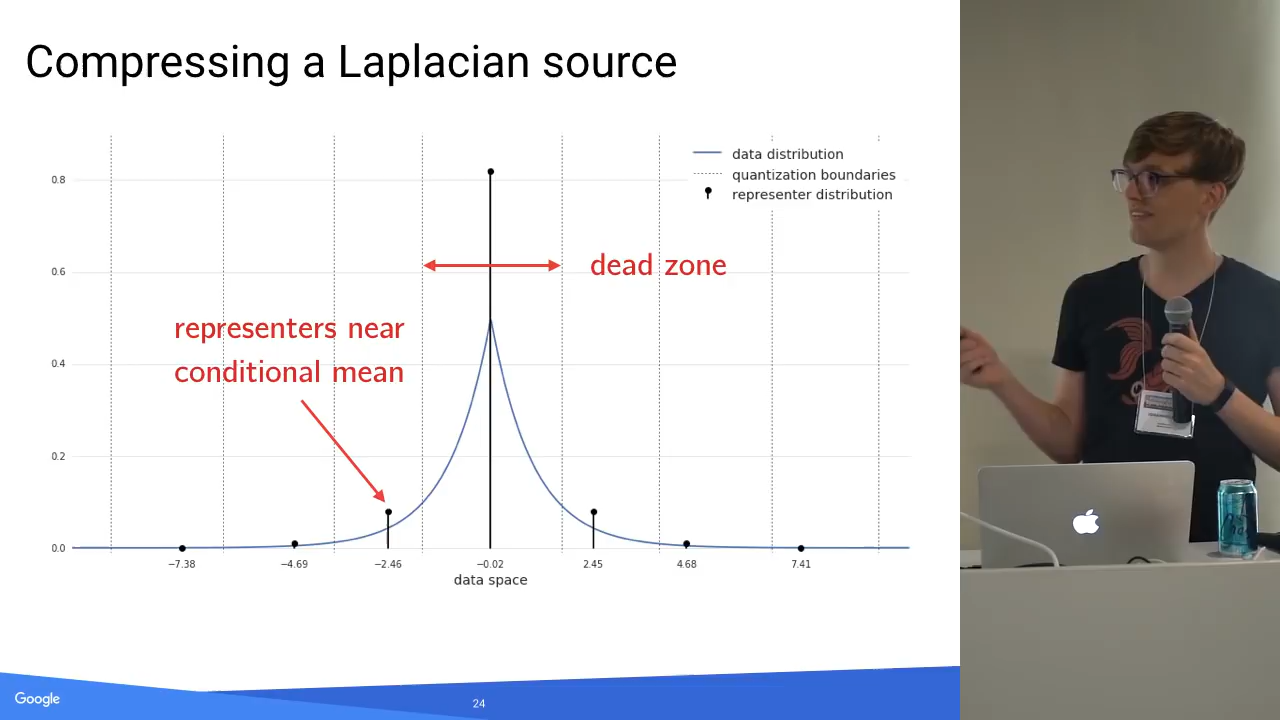 Compressing a Laplacian source
data distribution
quantization boundaries
representer distribution
0.8
0.6
0.4
0.2
0.0
dead zone
representers near
conditional mean
−7.38
−4.69
−2.46
−0.02
2.45
4.68
7.41
data space
Google
24